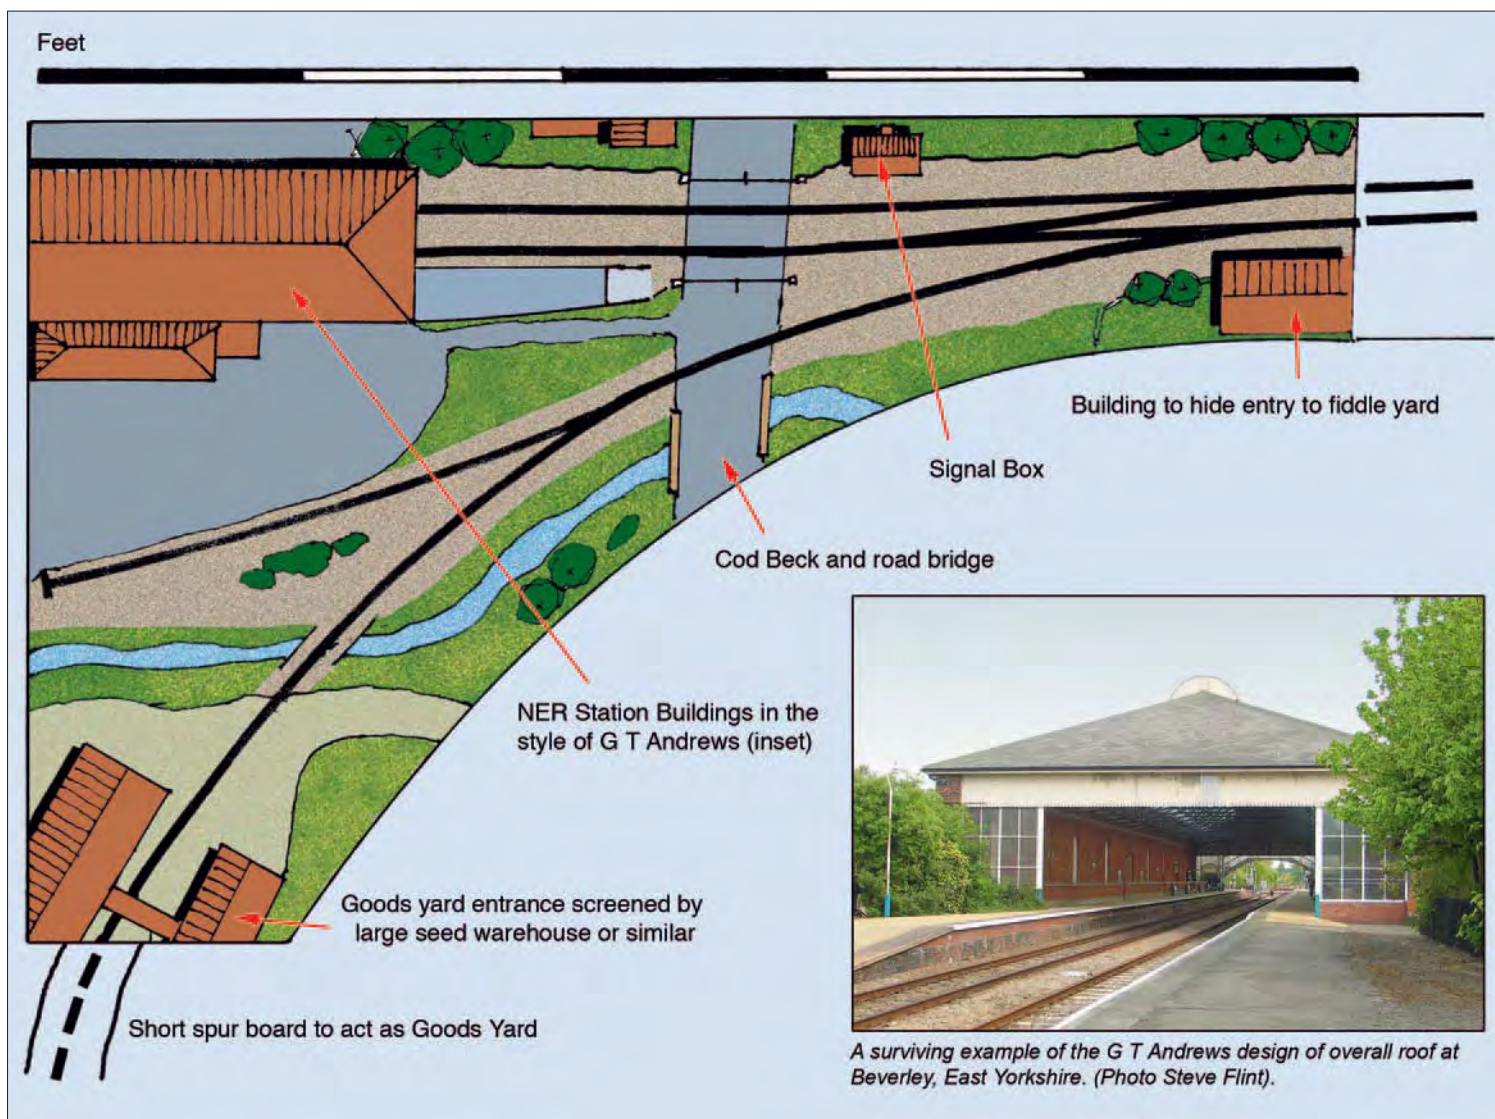 Feet
Building to hide entry to fiddle yard
Signal Box
Cod Beck and road bridge
NER Station Buildings in the
style of G T Andrews (inset)
Goods yard entrance screened by
large seed warehouse or similar
Short spur board to act as Goods Yard
A surviving example of the G T Andrews design of overall roof at
Beverley, East Yorkshire. (Photo Steve Flint).